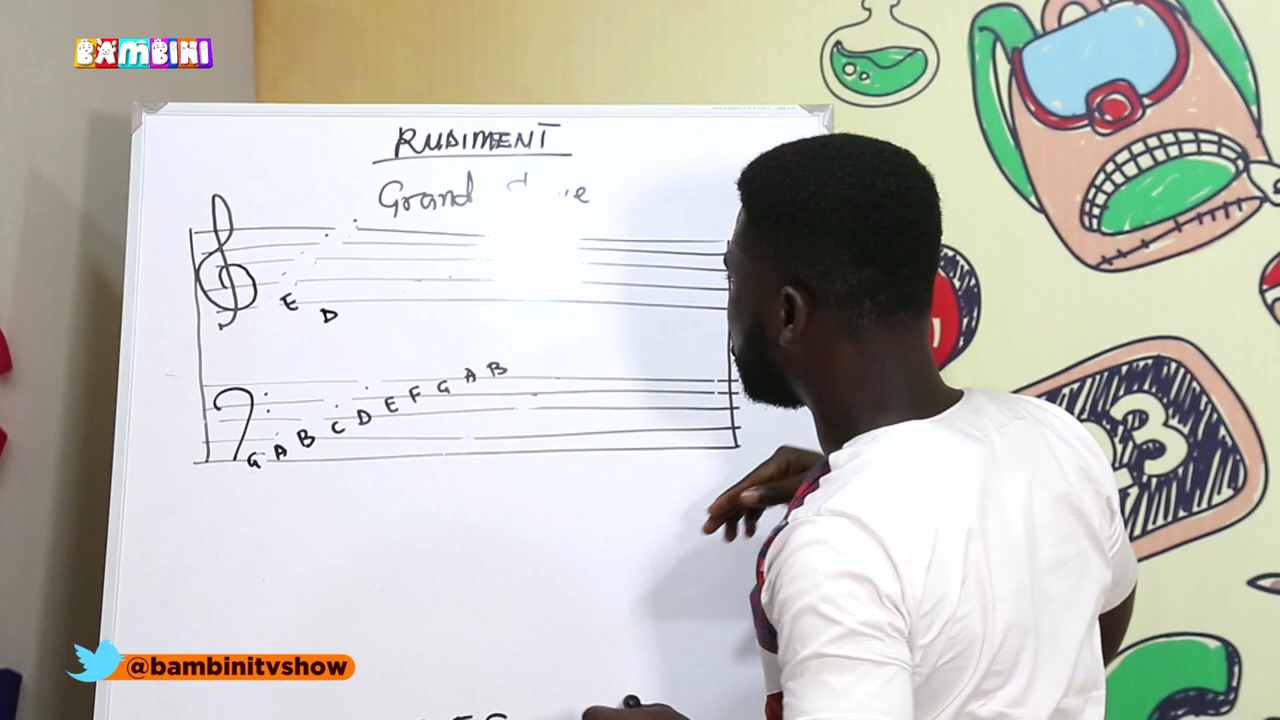 BAMBINI
RUDIMENT
Grand
E
D
G A B C D E F G A B
@bambinitvshow